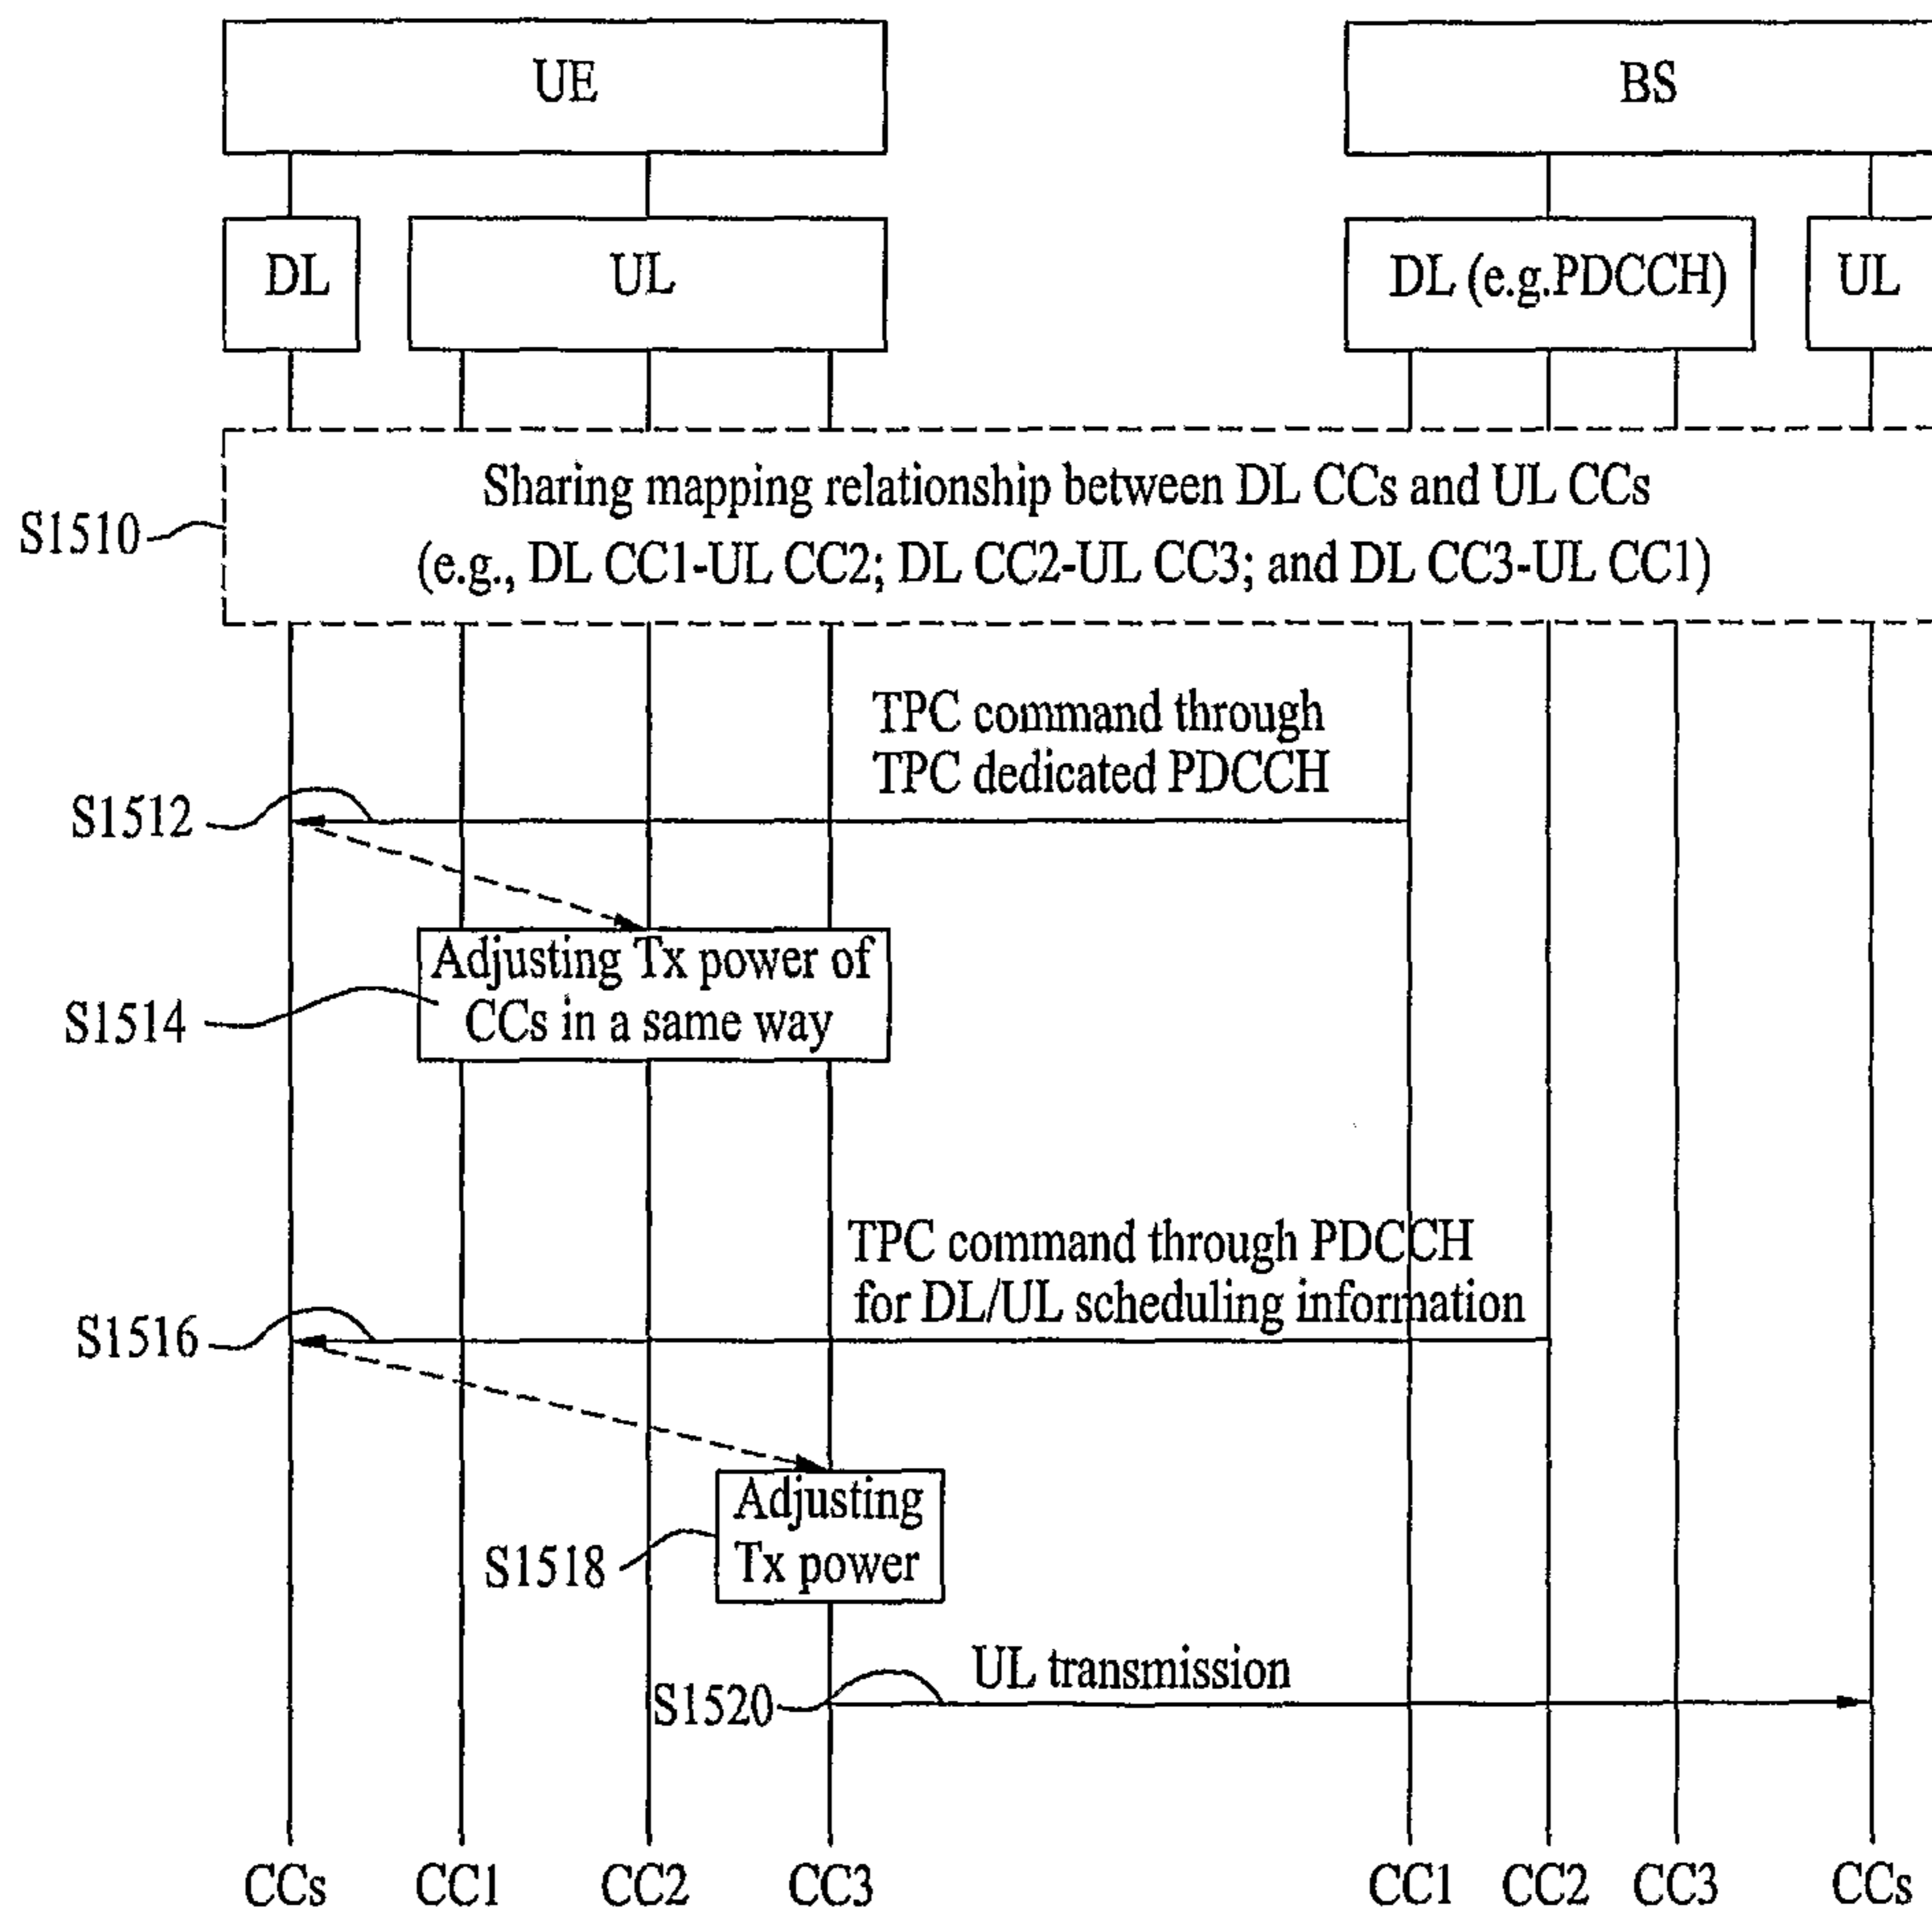 UE
BS
DL
UL
DL (e.g.PDCCH)
UL
Sharing mapping relationship between DL CCs and UL CCs
(e.g., DL CC1-UL CC2; DL CC2-UL CC3; and DL CC3-UL CC1)
S1510
TPC command through
TPC dedicated PDCCH
S1512
Adjusting Tx power of
CCs in a same way
S1514
TPC command through PDCCH
for DL/UL scheduling information
S1516
Adjusting
Tx power
S1518
UL transmission
S1520
CCs
CC1
CC2
CC3
CC1
CC2
CC3
CCs